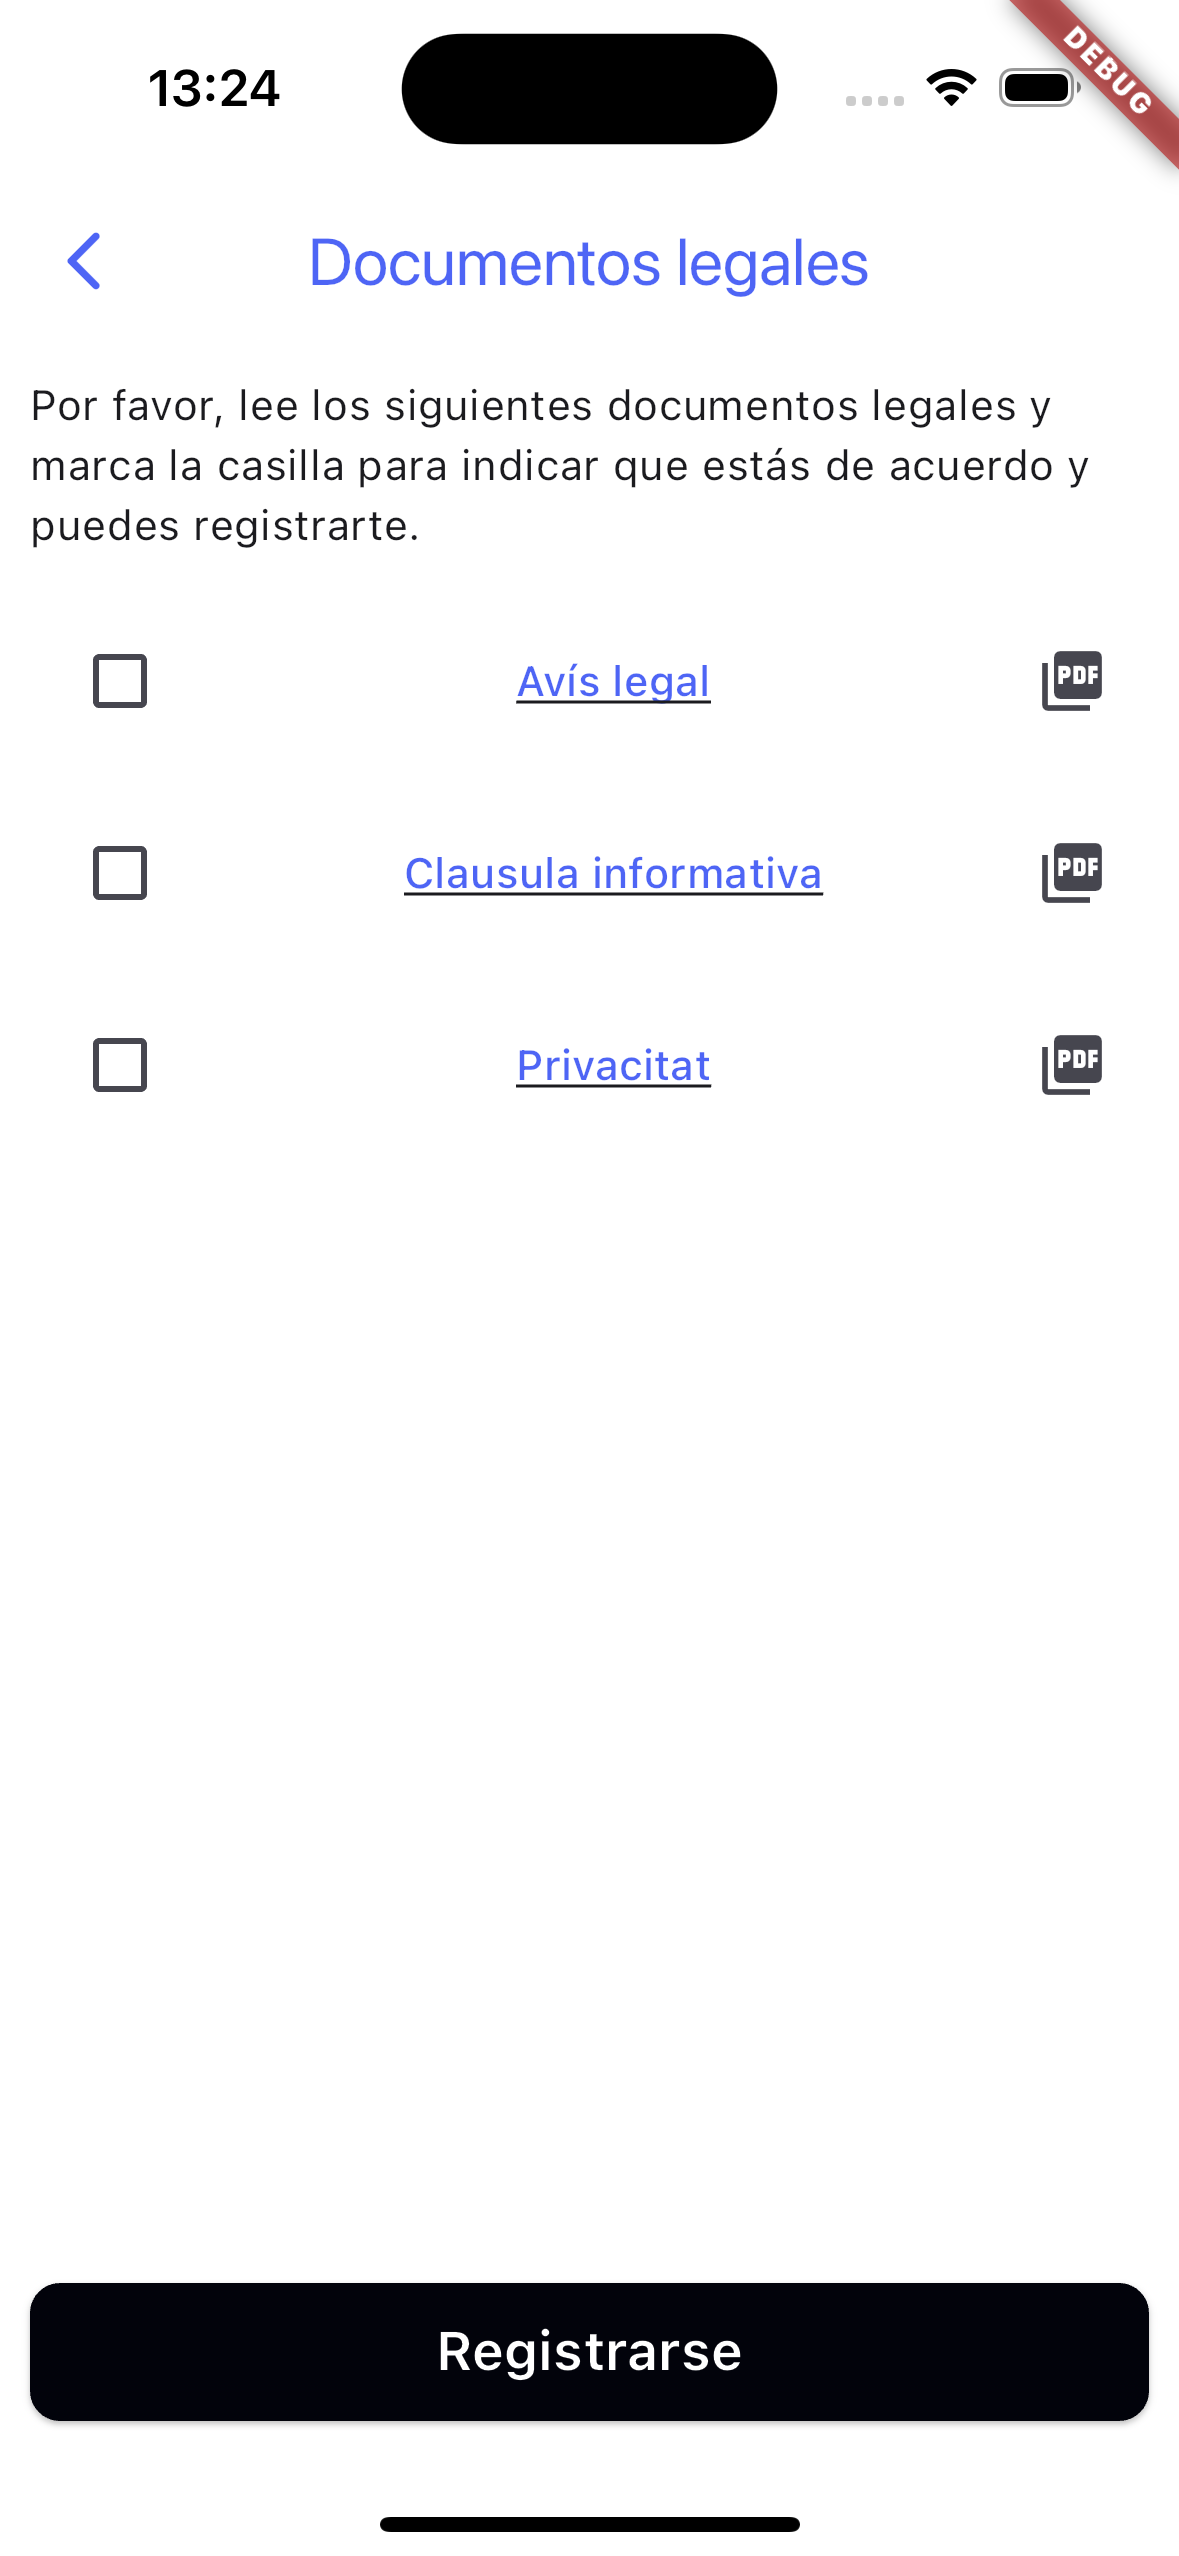 13:24
DEBUG
Documentos legales
Por favor, lee los siguientes documentos legales y
marca la casilla para indicar que estás de acuerdo y
puedes registrarte.
Avís legal
PDF
Clausula informativa
PDF
Privacitat
PDF
Registrarse